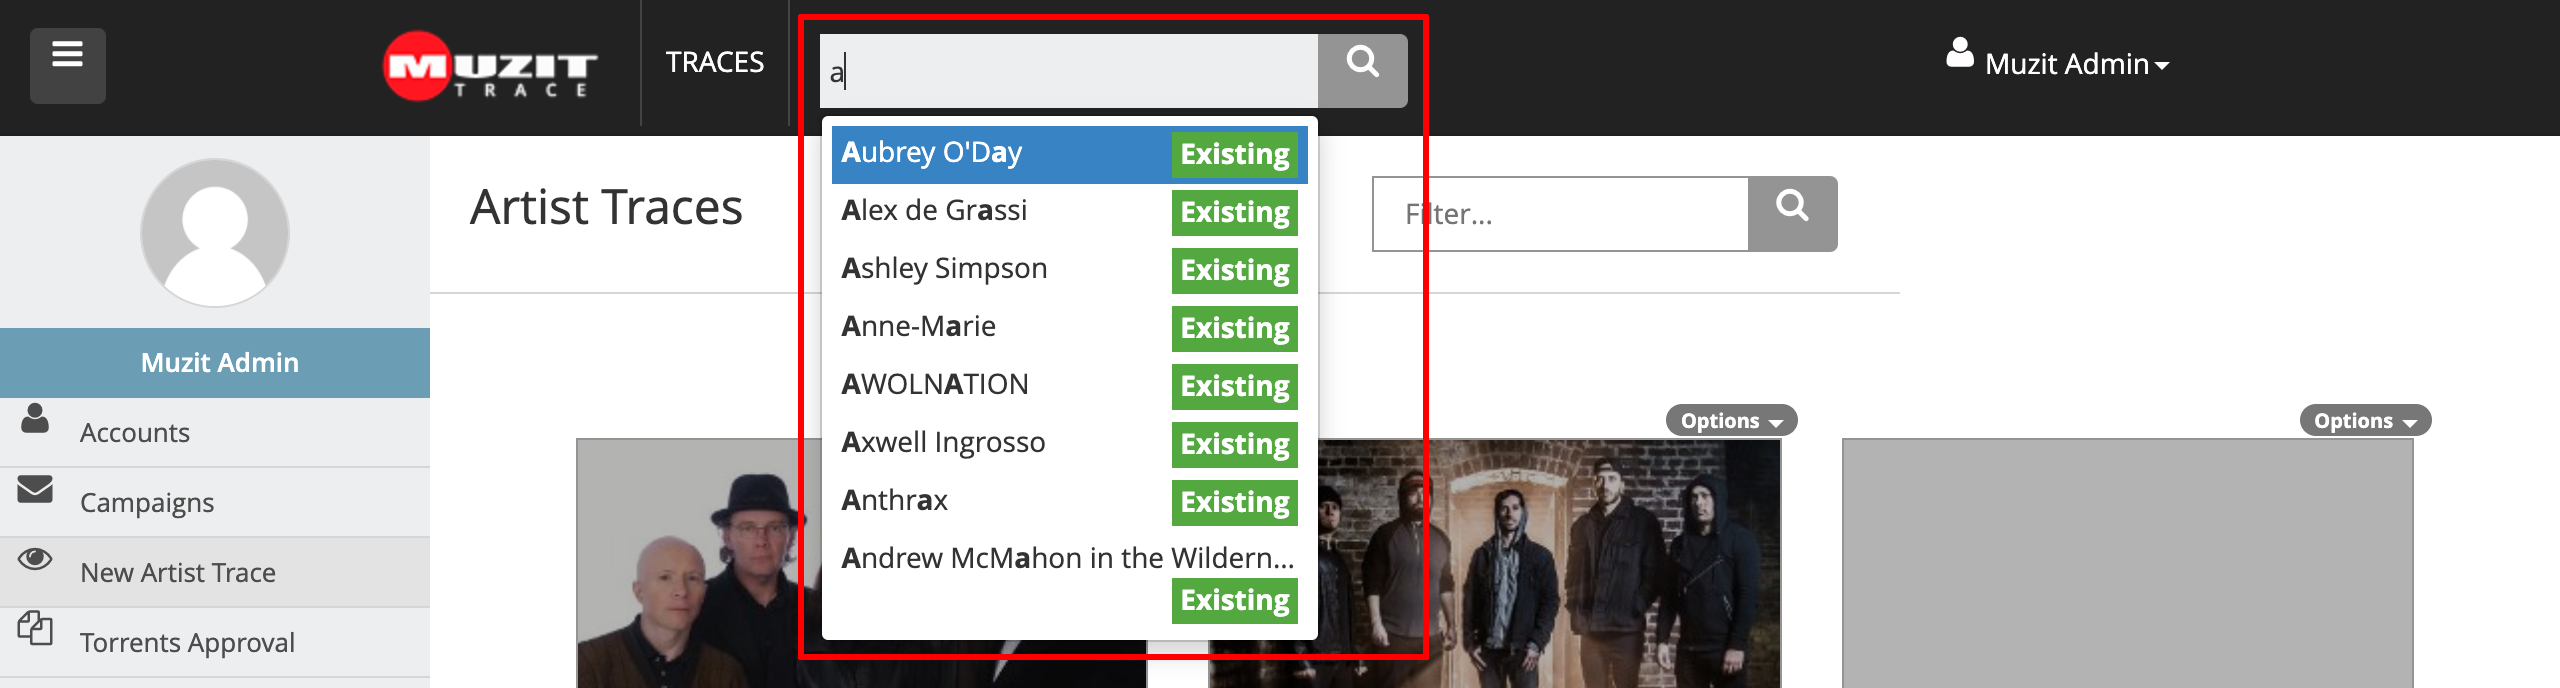 MUZIT
TRACE
TRACES
a
Muzit Admin
Aubrey O'Day Existing
Alex de Grassi Existing
Ashley Simpson Existing
Anne-Marie Existing
AWOLNATION Existing
Axwell Ingrosso Existing
Anthrax Existing
Andrew McMahon in the Wildern...
Existing
Artist Traces
Filter...
Muzit Admin
Accounts
Campaigns
New Artist Trace
Torrents Approval
Options
Options